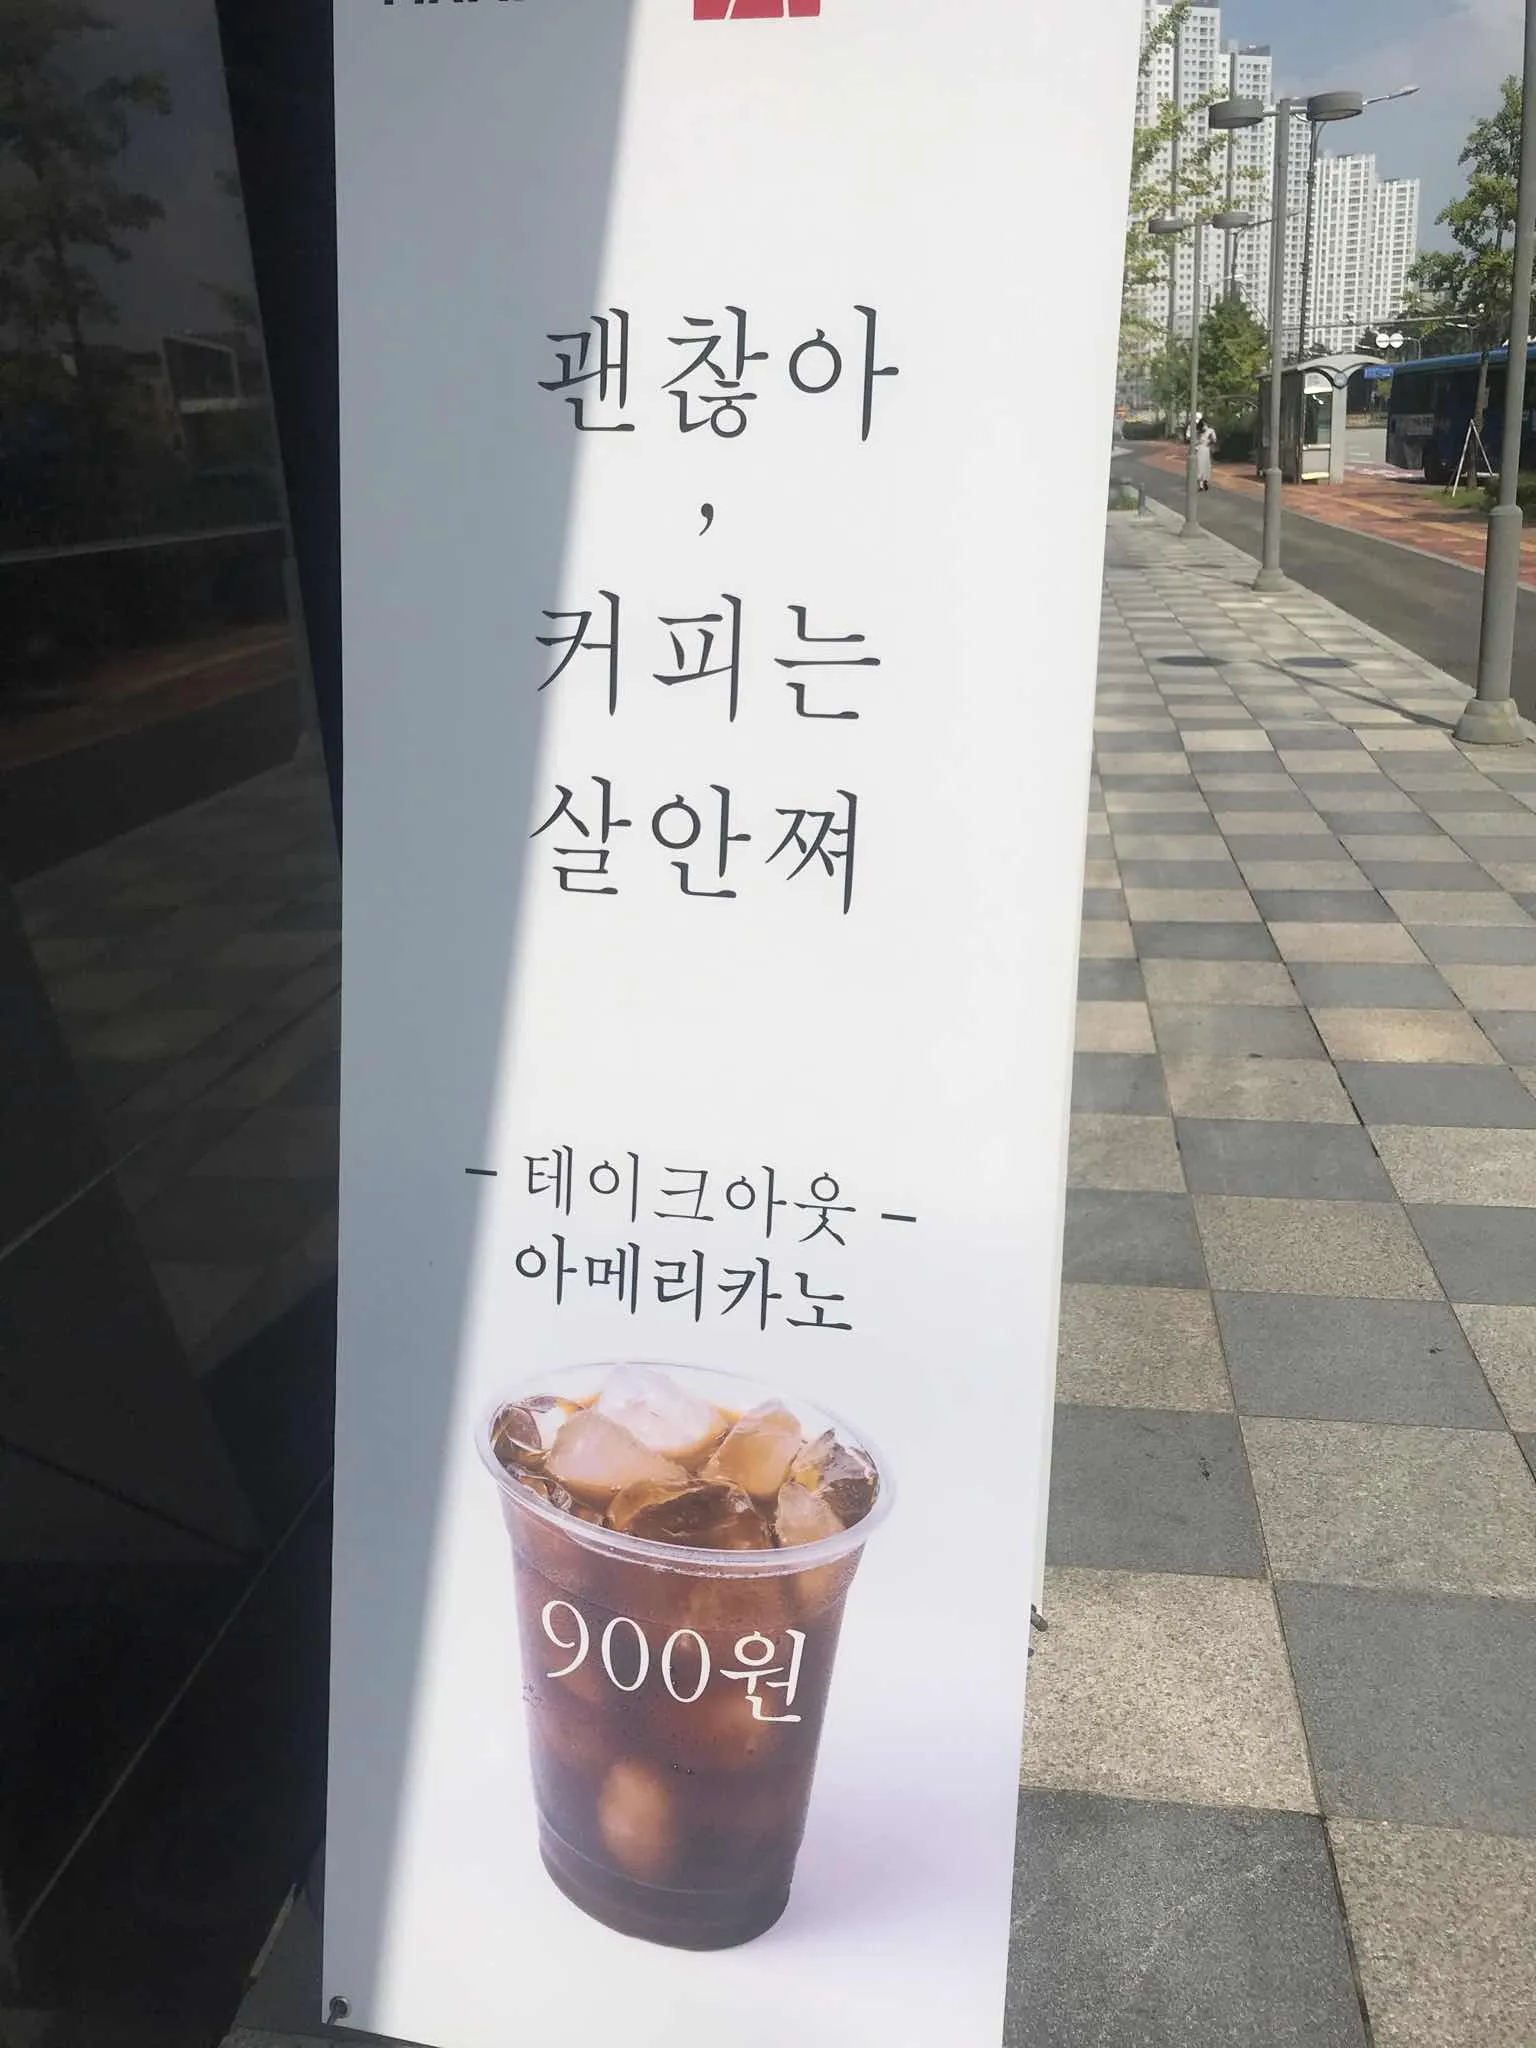 괜찮아
,
커피는
살안쪄
- 테이크아웃 -
아메리카노
900원